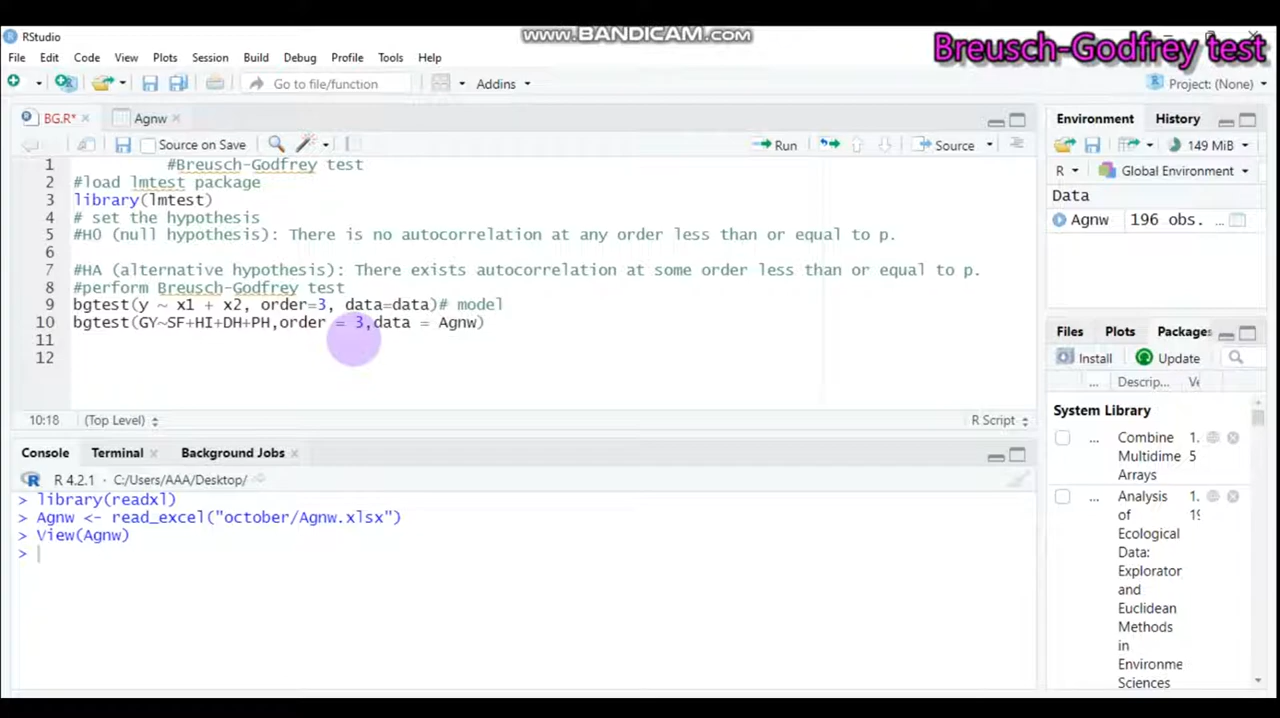 www.BANDICAM.com
RStudio
Breusch-Godfrey test
File Edit Code View Plots Session Build Debug Profile Tools Help
Go to file/function Addins Project: (None)
BG.R* Agnw
Environment History
Source on Save Run Source
149 MiB
R Global Environment
Data
Agnw 196 obs. ...
1 #Breusch-Godfrey test
2 #load lmtest package
3 library(lmtest)
4 # set the hypothesis
5 #H0 (null hypothesis): There is no autocorrelation at any order less than or equal to p.
6
7 #HA (alternative hypothesis): There exists autocorrelation at some order less than or equal to p.
8 #perform Breusch-Godfrey test
9 bgtest(y ~ x1 + x2, order=3, data=data)# model
10 bgtest(GY~SF+HI+DH+PH,order = 3,data = Agnw)
11
12
10:18 (Top Level) R Script
Files Plots Package
Install Update
... Descrip...
System Library
... Combine 1.
Multidime 5
Arrays
... Analysis 1.
of
Ecological
Data:
Explorator
and
Euclidean
Methods
in
Environme
Sciences
Console Terminal Background Jobs
R 4.2.1 · C:/Users/AAA/Desktop/
> library(readxl)
> Agnw <- read_excel("october/Agnw.xlsx")
> View(Agnw)
>